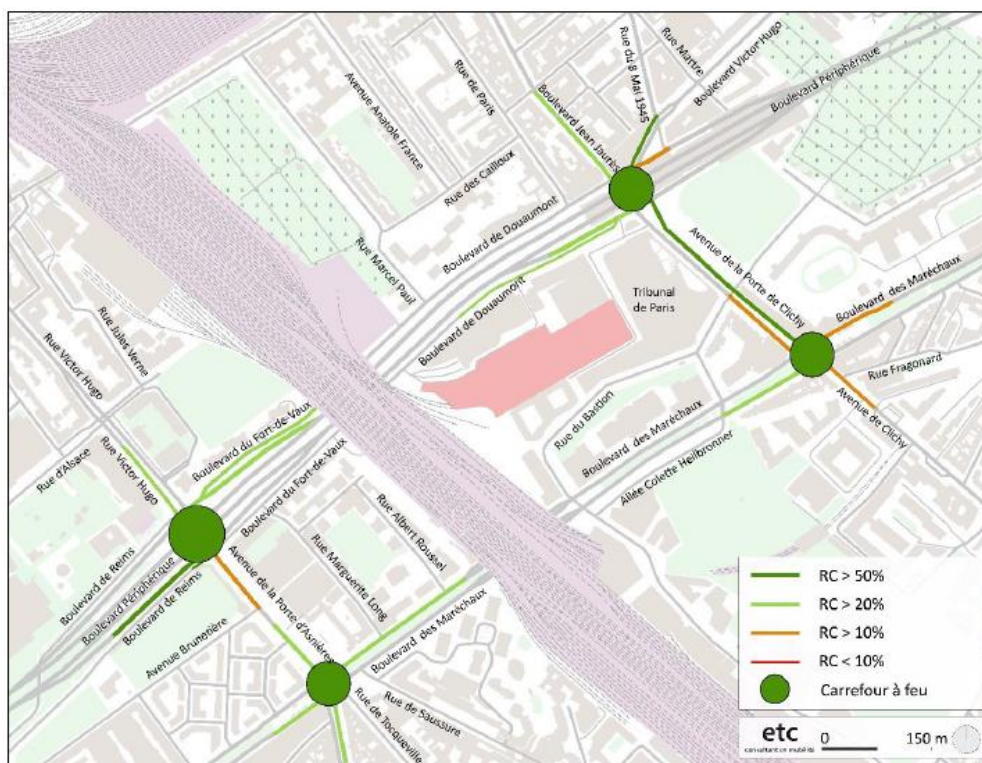 Rue Martre
Boulevard Victor Hugo
Rue du 8 Mai 1945
Boulevard Périphérique
Rue de Paris
Avenue Anatole France
Boulevard Jean Jaurès
Rue des Cailloux
Boulevard de Douaumont
Rue Marcel Paul
Avenue de la Porte de Clichy
Boulevard des Maréchaux
Boulevard de Douaumont
Tribunal
de Paris
Rue Jules Verne
Rue Victor Hugo
Rue Fragonard
Avenue de Clichy
Rue du Bastion
Boulevard des Maréchaux
Allée Colette Heilbronner
Boulevard du Fort-de-Vaux
Rue d'Alsace
Rue Victor Hugo
Boulevard du Fort-de-Vaux
Rue Albert Roussel
Rue Marguerite Long
Boulevard de Reims
Boulevard Périphérique
Boulevard de Reims
Avenue de la Porte d'Asnières
Avenue Brunetière
Boulevard des Maréchaux
Rue de Saussure
Rue de Tocqueville
RC > 50%
RC > 20%
RC > 10%
RC < 10%
Carrefour à feu
etc
consultant en mobilité
0 150 m